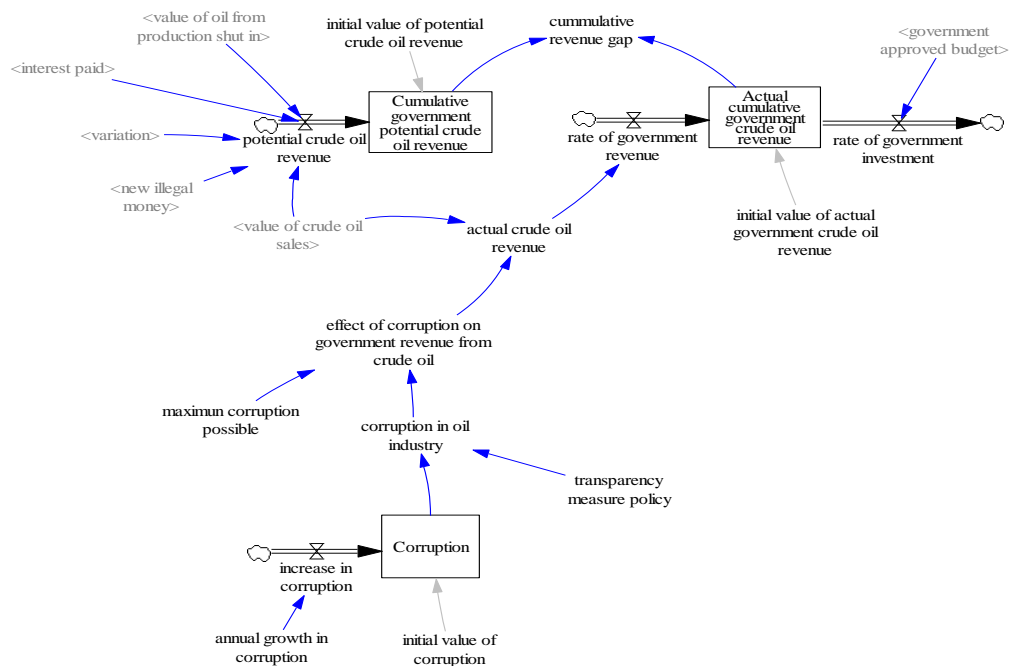 <value of oil from
production shut in>
initial value of potential
crude oil revenue
cummulative
revenue gap
<government
approved budget>
<interest paid>
Cumulative
government
potential crude
oil revenue
Actual
cumulative
government
crude oil
revenue
<variation>
potential crude oil
revenue
rate of government
revenue
rate of government
investment
<new illegal
money>
<value of crude oil
sales>
actual crude oil
revenue
initial value of actual
government crude oil
revenue
effect of corruption on
government revenue from
crude oil
maximun corruption
possible
corruption in oil
industry
transparency
measure policy
Corruption
increase in
corruption
annual growth in
corruption
initial value of
corruption